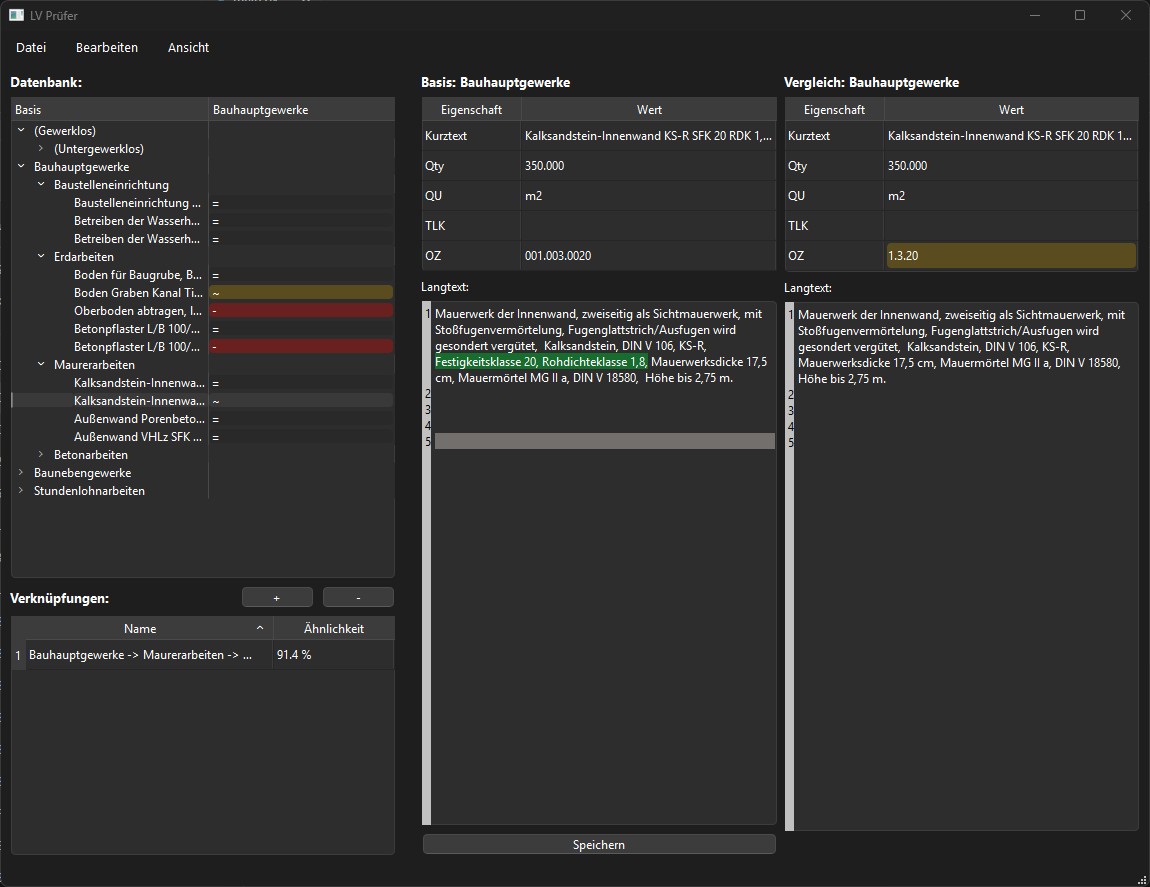 LV Prüfer
Datei Bearbeiten Ansicht
Datenbank:
Basis Bauhauptgewerke
(Gewerklos)
(Untergewerklos)
Bauhauptgewerke
Baustelleneinrichtung
Baustelleneinrichtung ... =
Betreiben der Wasserh... =
Betreiben der Wasserh... =
Erdarbeiten
Boden für Baugrube, B... =
Boden Graben Kanal Ti... ~
Oberboden abtragen, l... -
Betonpflaster L/B 100/... =
Betonpflaster L/B 100/... -
Maurerarbeiten
Kalksandstein-Innenwa... =
Kalksandstein-Innenwa... ~
Außenwand Porenbeto... =
Außenwand VHLz SFK ... =
Betonarbeiten
Baunebengewerke
Stundenlohnarbeiten
Verknüpfungen:
+ -
Name Ähnlichkeit
1 Bauhauptgewerke -> Maurerarbeiten -> ... 91.4 %
Basis: Bauhauptgewerke
Eigenschaft Wert
Kurztext Kalksandstein-Innenwand KS-R SFK 20 RDK 1,...
Qty 350.000
QU m2
TLK
OZ 001.003.0020
Langtext:
1 Mauerwerk der Innenwand, zweiseitig als Sichtmauerwerk, mit
Stoßfugenvermörtelung, Fugenglattstrich/Ausfugen wird
gesondert vergütet,  Kalksandstein, DIN V 106, KS-R,
Festigkeitsklasse 20, Rohdichteklasse 1,8, Mauerwerksdicke 17,5
cm, Mauermörtel MG II a, DIN V 18580,  Höhe bis 2,75 m.
2
3
4
5
Speichern
Vergleich: Bauhauptgewerke
Eigenschaft Wert
Kurztext Kalksandstein-Innenwand KS-R SFK 20 RDK 1...
Qty 350.000
QU m2
TLK
OZ 1.3.20
Langtext:
1 Mauerwerk der Innenwand, zweiseitig als Sichtmauerwerk, mit
Stoßfugenvermörtelung, Fugenglattstrich/Ausfugen wird
gesondert vergütet,  Kalksandstein, DIN V 106, KS-R,
Mauerwerksdicke 17,5 cm, Mauermörtel MG II a, DIN V 18580,
Höhe bis 2,75 m.
2
3
4
5